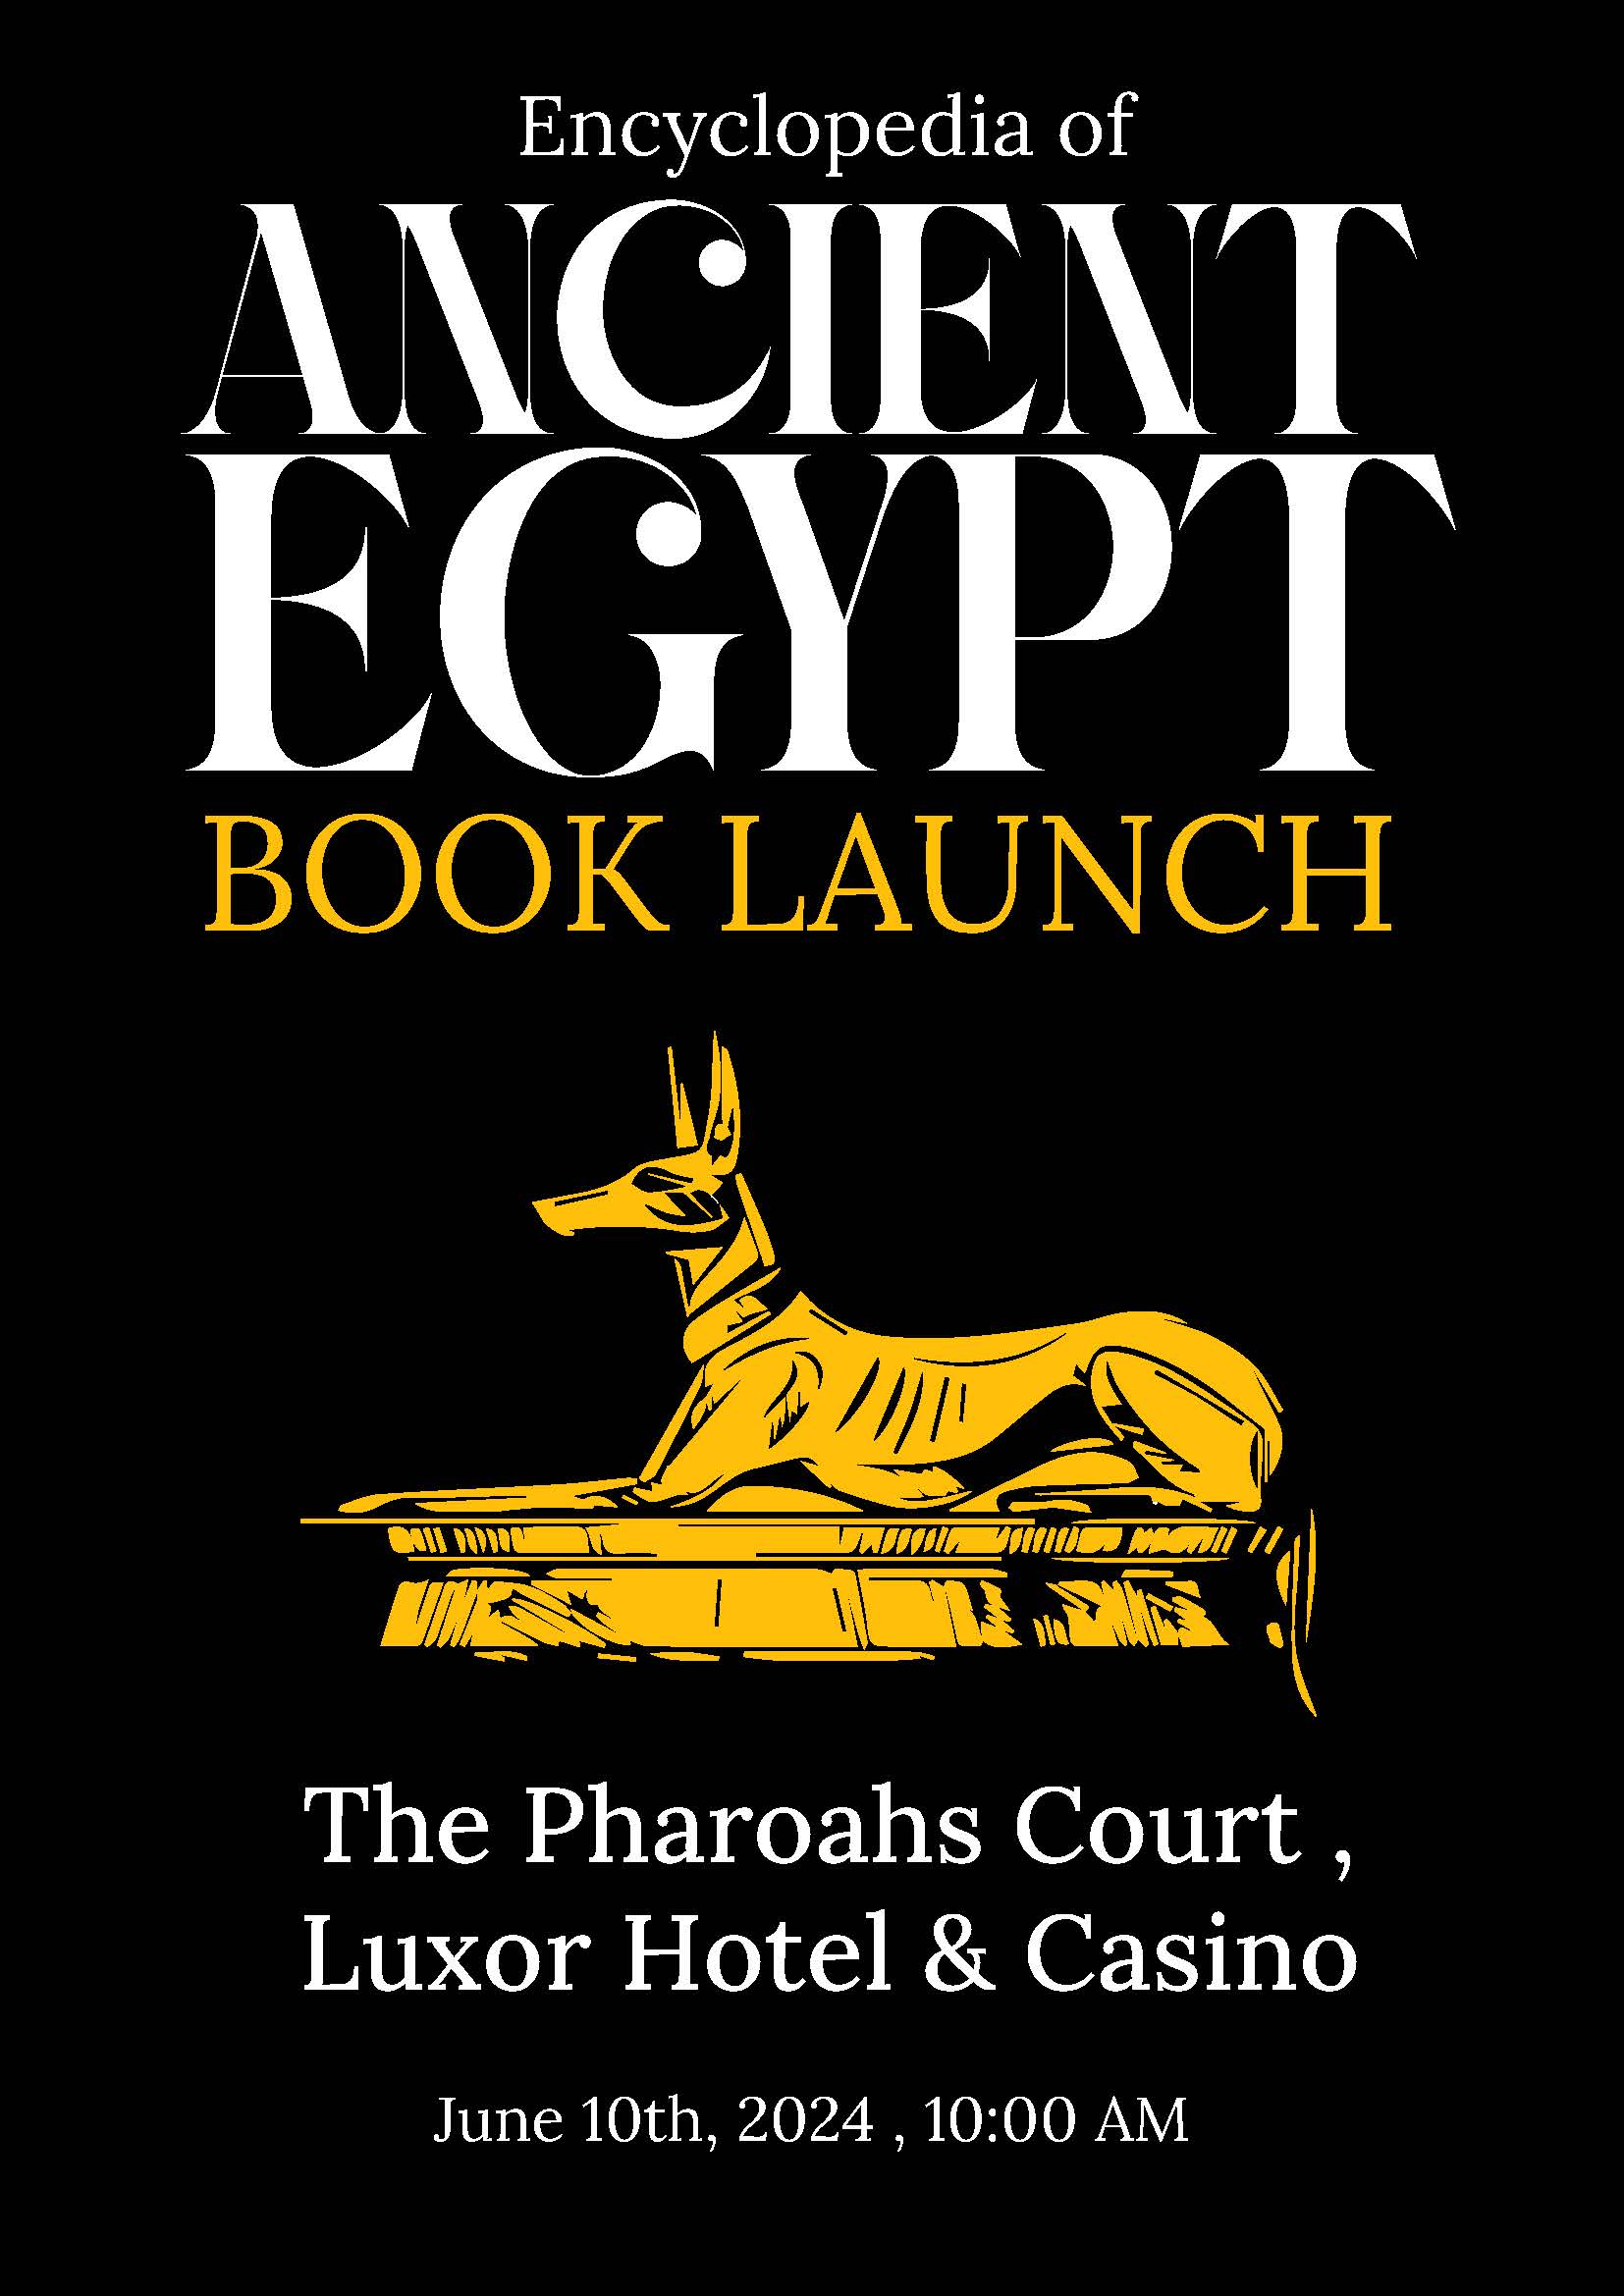 Encyclopedia of
ANCIENT
EGYPT
BOOK LAUNCH
The Pharoahs Court ,
Luxor Hotel & Casino
June 10th, 2024 , 10:00 AM